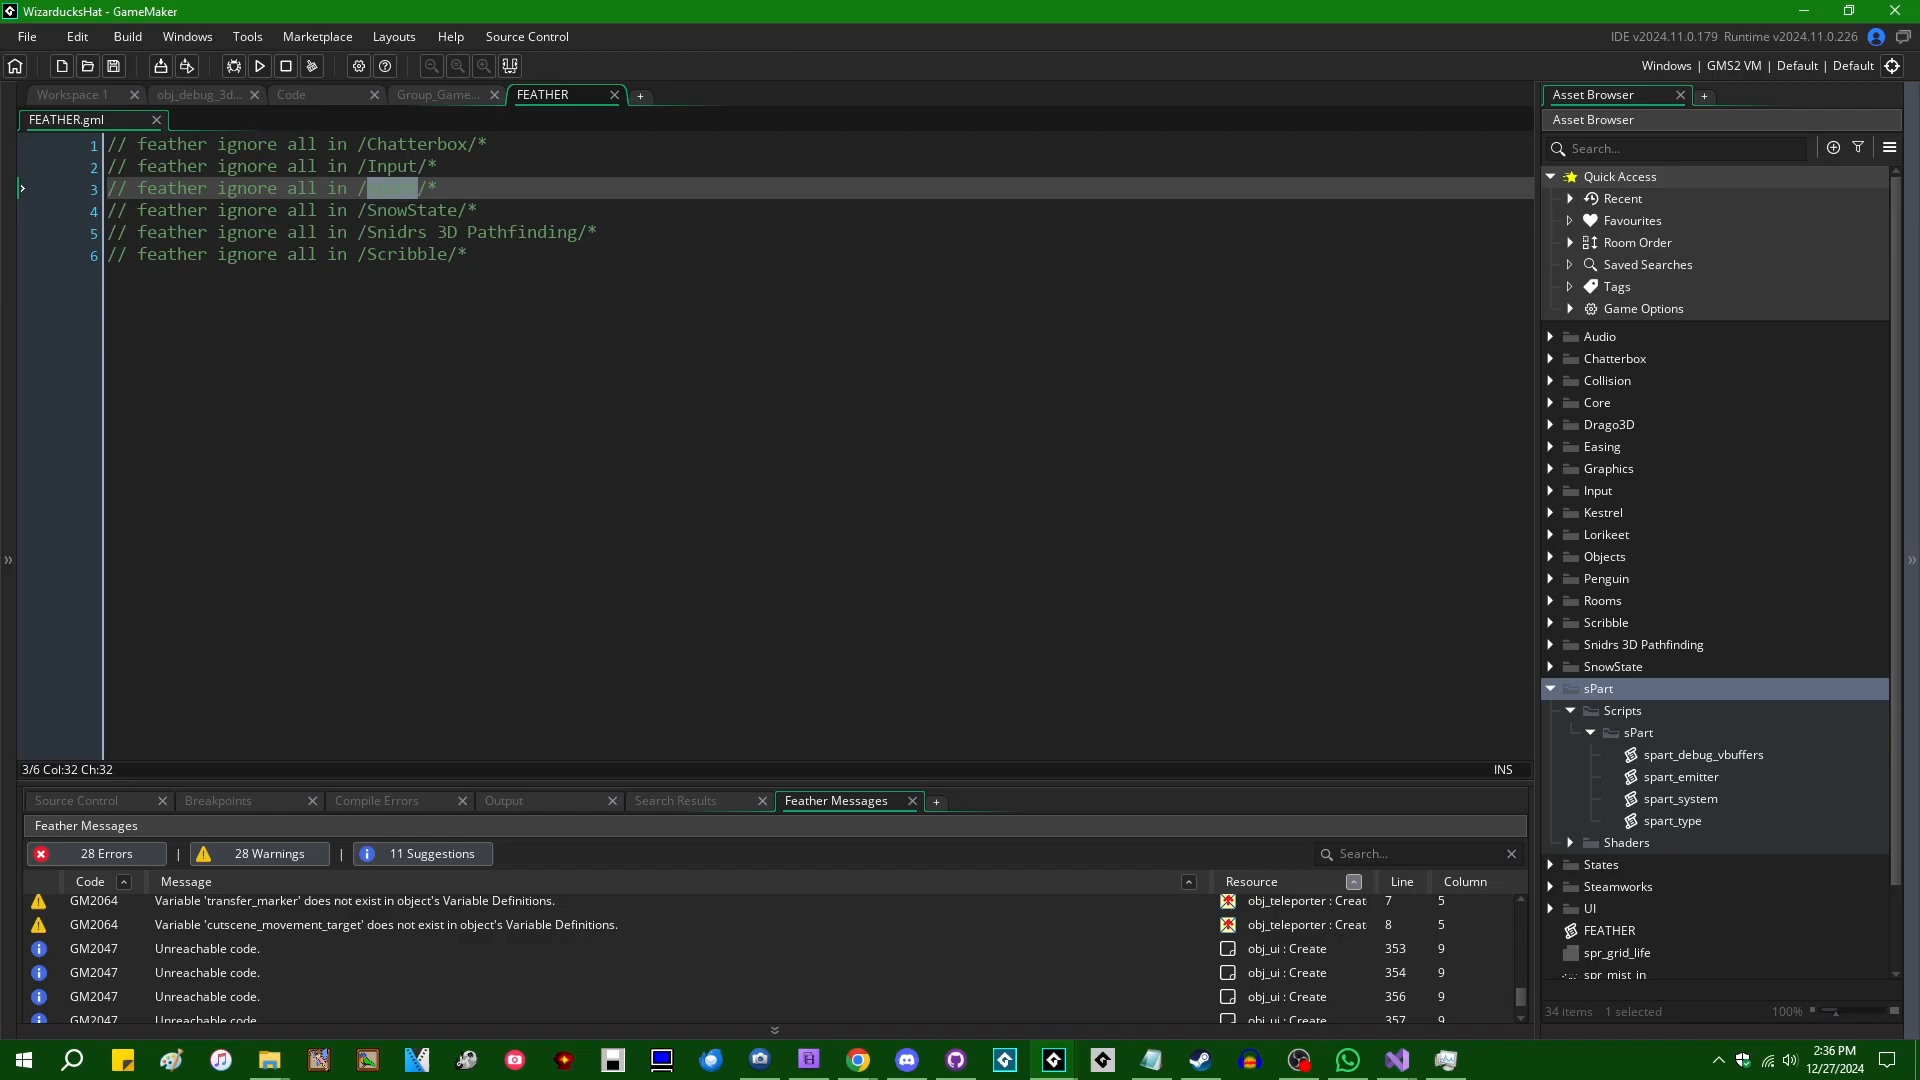 WizarducksHat - GameMaker
File Edit Build Windows Tools Marketplace Layouts Help Source Control
IDE v2024.11.0.179 Runtime v2024.11.0.226
Windows | GMS2 VM | Default | Default
Workspace 1 obj_debug_3d... Code Group_Game... FEATHER
FEATHER.gml
1 // feather ignore all in /Chatterbox/*
2 // feather ignore all in /Input/*
3 // feather ignore all in / /*
4 // feather ignore all in /SnowState/*
5 // feather ignore all in /Snidrs 3D Pathfinding/*
6 // feather ignore all in /Scribble/*
3/6 Col:32 Ch:32 INS
Source Control Breakpoints Compile Errors Output Search Results Feather Messages
Feather Messages
28 Errors | 28 Warnings | 11 Suggestions Search...
Code Message Resource Line Column
GM2064 Variable 'transfer_marker' does not exist in object's Variable Definitions. obj_teleporter : Creat 7 5
GM2064 Variable 'cutscene_movement_target' does not exist in object's Variable Definitions. obj_teleporter : Creat 8 5
GM2047 Unreachable code. obj_ui : Create 353 9
GM2047 Unreachable code. obj_ui : Create 354 9
GM2047 Unreachable code. obj_ui : Create 356 9
GM2047 Unreachable code. obj_ui : Create 357 9
Asset Browser
Asset Browser
Search...
Quick Access
Recent
Favourites
Room Order
Saved Searches
Tags
Game Options
Audio
Chatterbox
Collision
Core
Drago3D
Easing
Graphics
Input
Kestrel
Lorikeet
Objects
Penguin
Rooms
Scribble
Snidrs 3D Pathfinding
SnowState
sPart
Scripts
sPart
spart_debug_vbuffers
spart_emitter
spart_system
spart_type
Shaders
States
Steamworks
UI
FEATHER
spr_grid_life
spr_mist_in
34 items 1 selected 100%
2:36 PM
12/27/2024